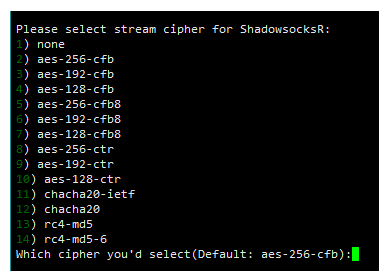 Please select stream cipher for ShadowsocksR:
1) none
2) aes-256-cfb
3) aes-192-cfb
4) aes-128-cfb
5) aes-256-cfb8
6) aes-192-cfb8
7) aes-128-cfb8
8) aes-256-ctr
9) aes-192-ctr
10) aes-128-ctr
11) chacha20-ietf
12) chacha20
13) rc4-md5
14) rc4-md5-6
Which cipher you'd select(Default: aes-256-cfb):